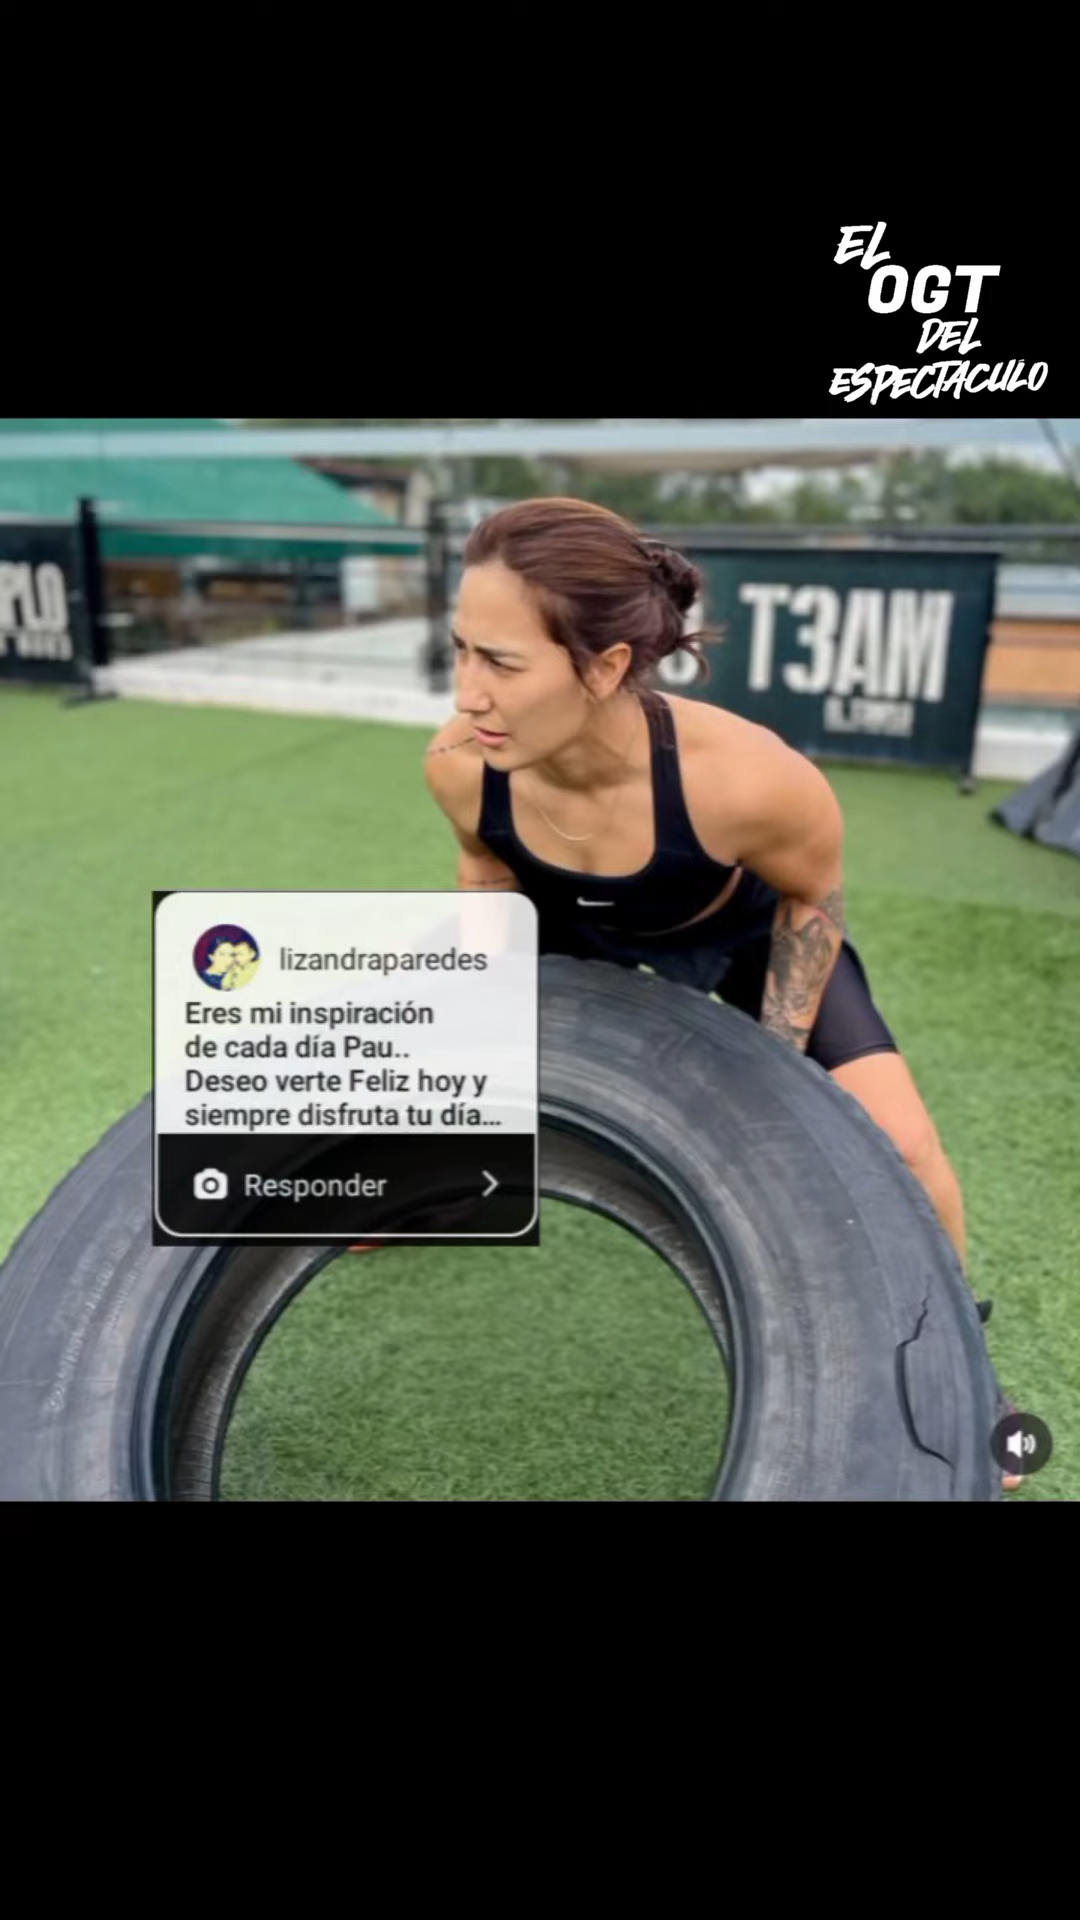 EL
OGT
DEL
ESPECTACULO
T3AM
lizandraparedes
Eres mi inspiración
de cada día Pau..
Deseo verte Feliz hoy y
siempre disfruta tu día...
Responder